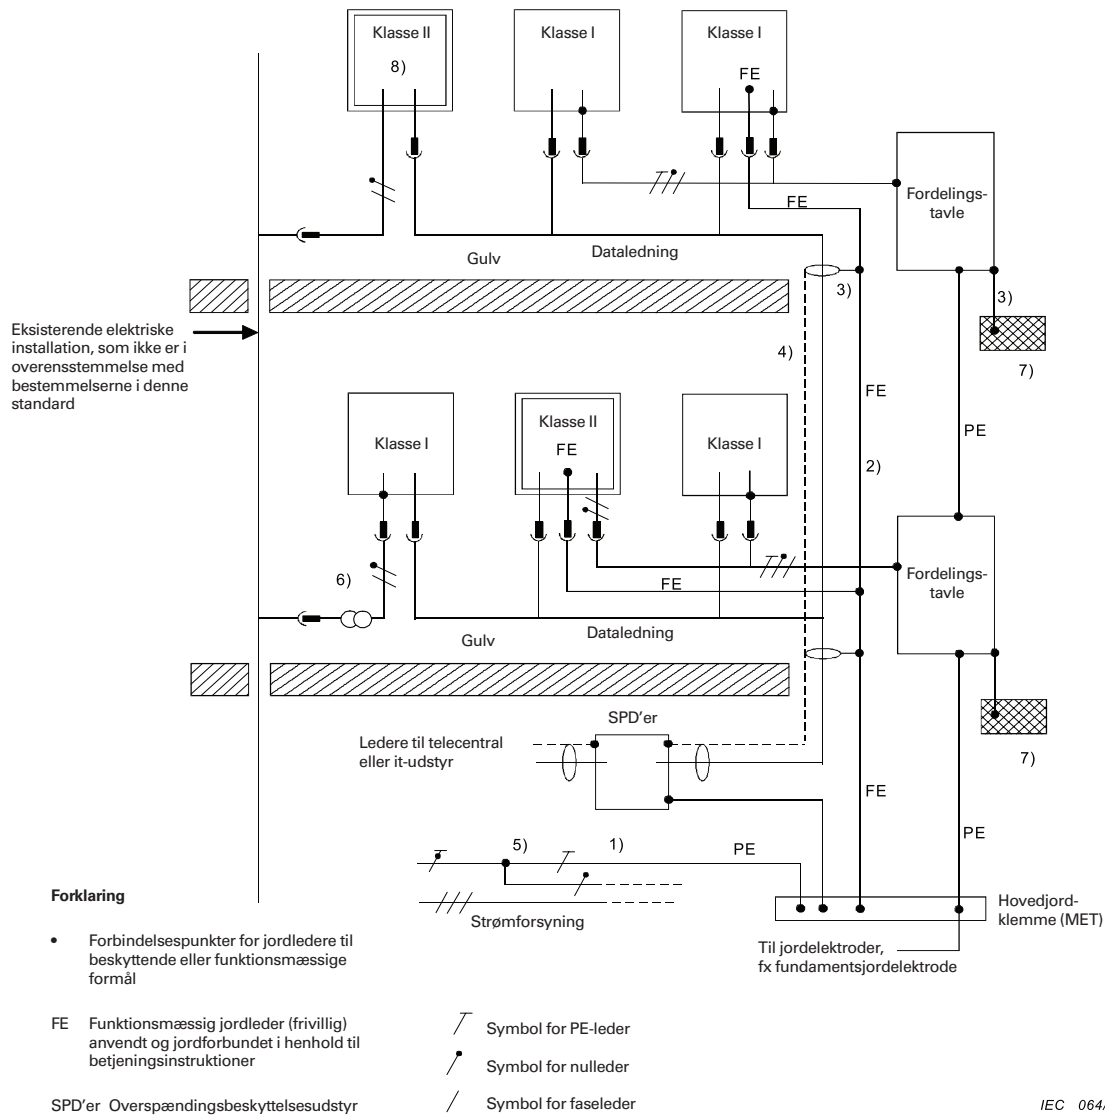 Klasse II
Klasse I
Klasse I
8)
FE
Fordelings-
tavle
FE
Gulv
Dataledning
3)
3)
Eksisterende elektriske
installation, som ikke er i
overensstemmelse med
bestemmelserne i denne
standard
4)
7)
FE
PE
Klasse I
Klasse II
FE
Klasse I
2)
6)
FE
Fordelings-
tavle
Gulv
Dataledning
SPD'er
Ledere til telecentral
eller it-udstyr
7)
FE
PE
5)
1)
PE
Strømforsyning
Hovedjord-
klemme (MET)
Til jordelektroder,
fx fundamentsjordelektrode
Forklaring
• Forbindelsespunkter for jordledere til
beskyttende eller funktionsmæssige
formål
FE Funktionsmæssig jordleder (frivillig)
anvendt og jordforbundet i henhold til
betjeningsinstruktioner
SPD'er Overspændingsbeskyttelsesudstyr
Symbol for PE-leder
Symbol for nulleder
Symbol for faseleder
IEC 064